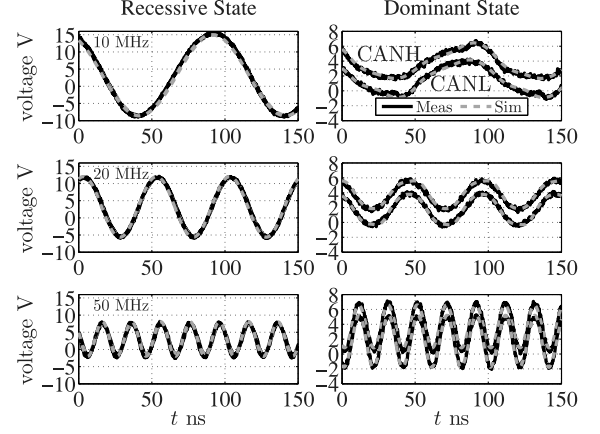 Recessive State
Dominant State
voltage V
15
10
5
0
−5
−10
10 MHz
0 50 100 150
8
6
4
2
0
−2
−4
CANH
CANL
Meas Sim
0 50 100 150
voltage V
15
10
5
0
−5
−10
20 MHz
0 50 100 150
8
6
4
2
0
−2
−4
0 50 100 150
voltage V
15
10
5
0
−5
−10
50 MHz
0 50 100 150
t ns
8
6
4
2
0
−2
−4
0 50 100 150
t ns